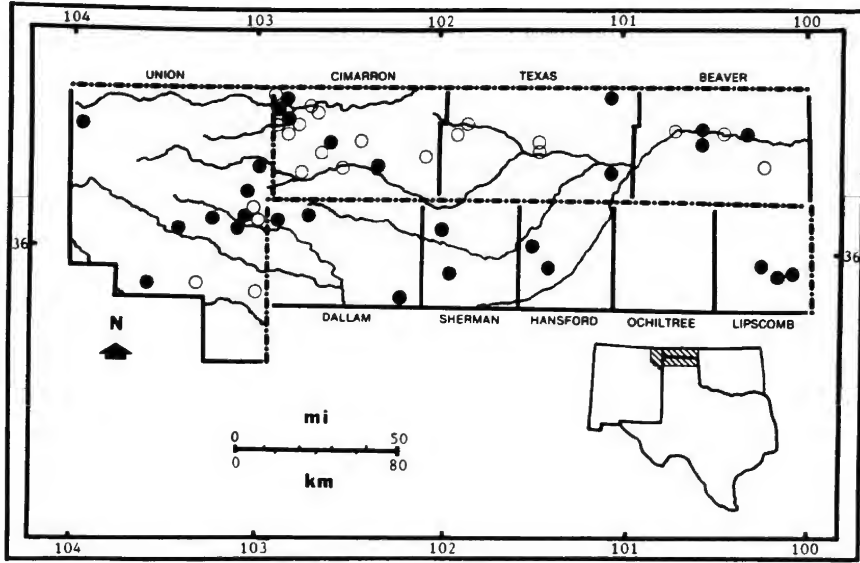 104 103 102 101 100
UNION CIMARRON TEXAS BEAVER
36 36
DALLAM SHERMAN HANSFORD OCHILTREE LIPSCOMB
N
mi
0 50
0 80
km
104 103 102 101 100